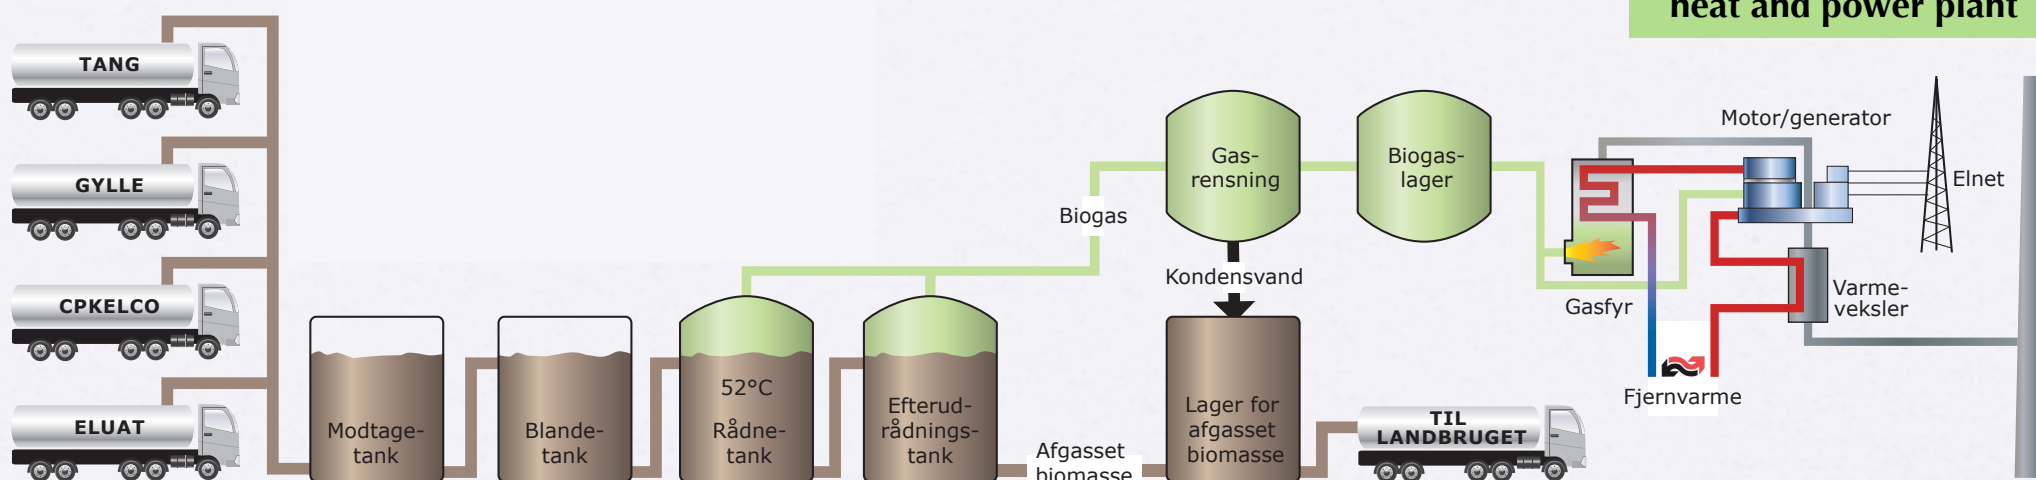 heat and power plant
TANG
GYLLE
CPKELCO
ELUAT
Modtage-
tank
Blande-
tank
52°C
Rådne-
tank
Efterud-
rådnings-
tank
Biogas
Afgasset
biomasse
Gas-
rensning
Kondensvand
Lager for
afgasset
biomasse
Biogas-
lager
TIL
LANDBRUGET
Gasfyr
Motor/generator
Elnet
Varme-
veksler
Fjernvarme